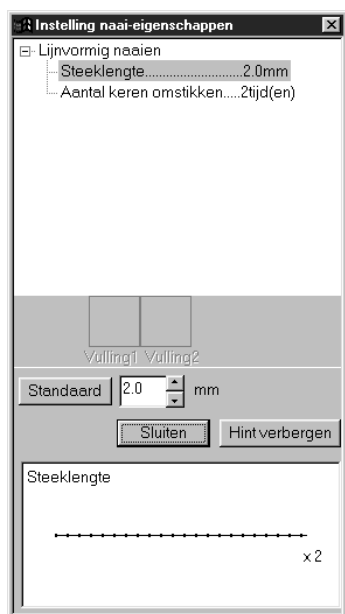 Instelling naai-eigenschappen
Lijnvormig naaien
Steeklengte............................2.0mm
Aantal keren omstikken.....2tijd(en)
Vulling1 Vulling2
Standaard 2.0 mm
Sluiten Hint verbergen
Steeklengte
x 2